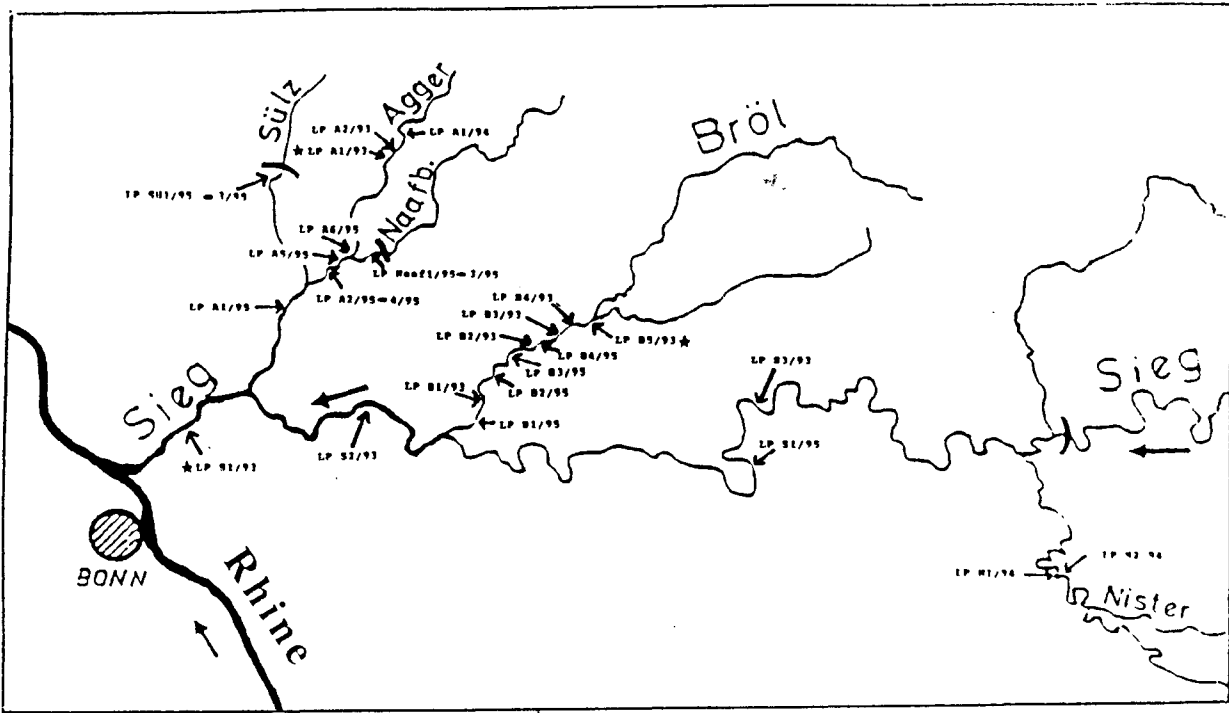 Sülz
Agger
LP A2/93
LP A1/94
★ LP A1/93
Naafb.
Bröl
LP A6/95
LP A5/95
LP Naaf1/95-3/95
LP A2/95-4/95
LP A1/95
LP B4/93
LP B3/93
LP B2/93
LP B5/93 ★
LP B4/95
LP B3/95
LP B2/95
LP B1/93
LP B1/95
LP S3/93
LP S1/95
LP S2/93
★ LP S1/93
Sieg
Sieg
BONN
Rhine
LP N1/94
Nister